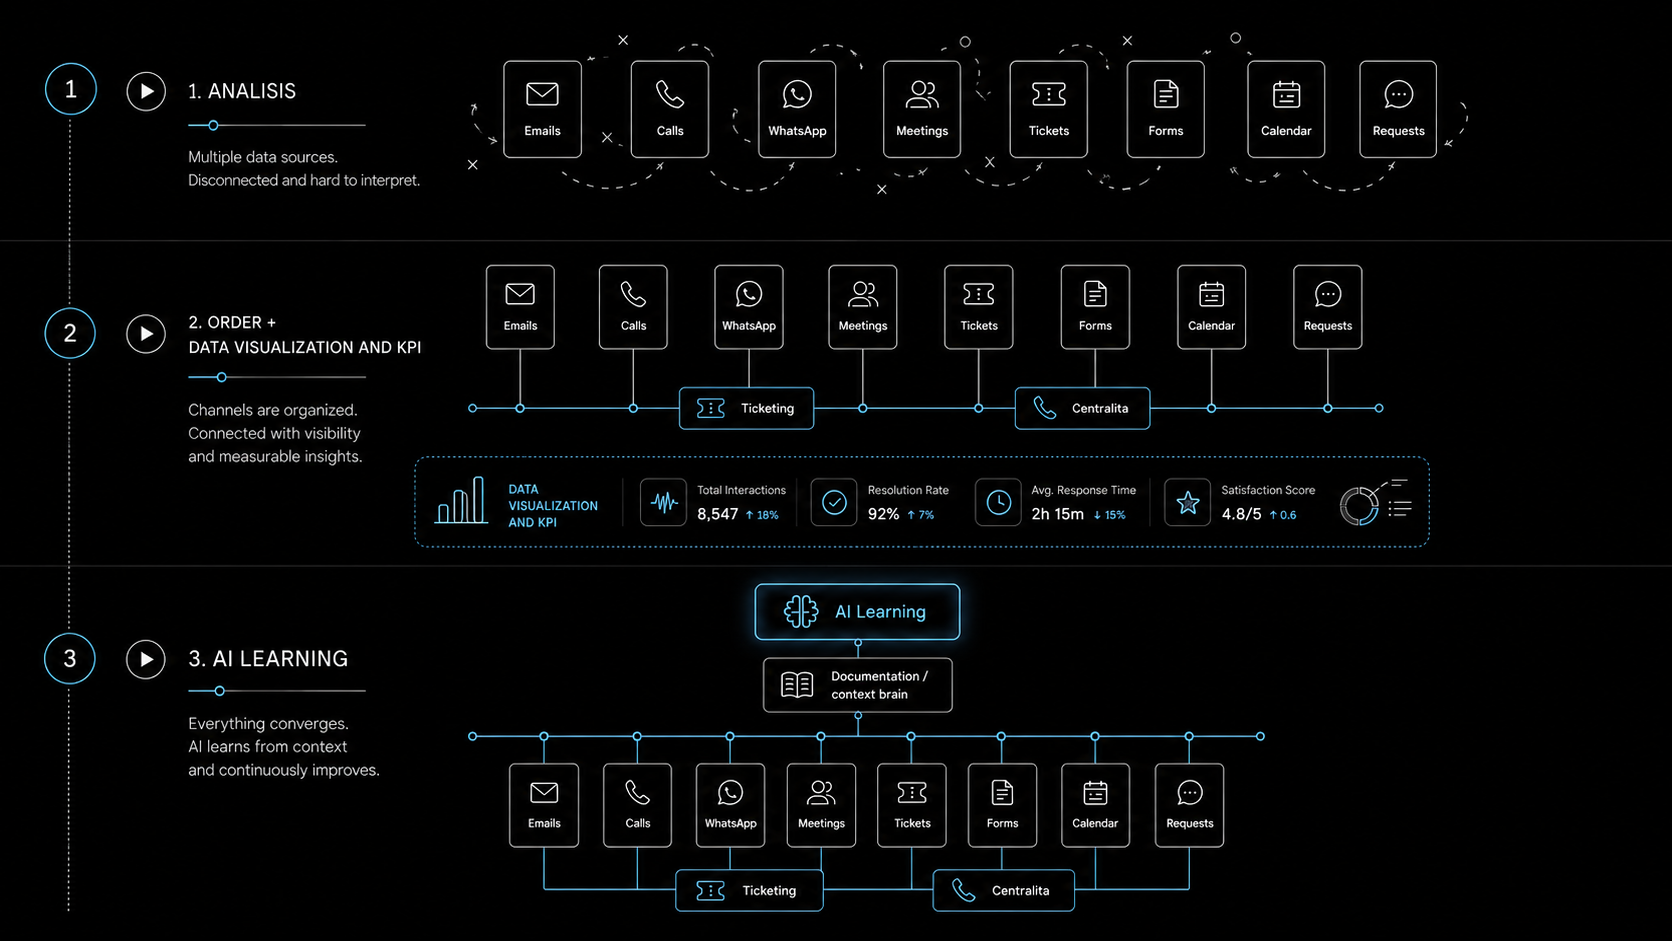 1
1. ANALISIS
Multiple data sources.
Disconnected and hard to interpret.
Emails
Calls
WhatsApp
Meetings
Tickets
Forms
Calendar
Requests
2
2. ORDER +
DATA VISUALIZATION AND KPI
Channels are organized.
Connected with visibility
and measurable insights.
Emails
Calls
WhatsApp
Meetings
Tickets
Forms
Calendar
Requests
Ticketing
Centralita
DATA
VISUALIZATION
AND KPI
Total Interactions
8,547 ↑ 18%
Resolution Rate
92% ↑ 7%
Avg. Response Time
2h 15m ↓ 15%
Satisfaction Score
4.8/5 ↑ 0.6
3
3. AI LEARNING
Everything converges.
AI learns from context
and continuously improves.
AI Learning
Documentation /
context brain
Emails
Calls
WhatsApp
Meetings
Tickets
Forms
Calendar
Requests
Ticketing
Centralita